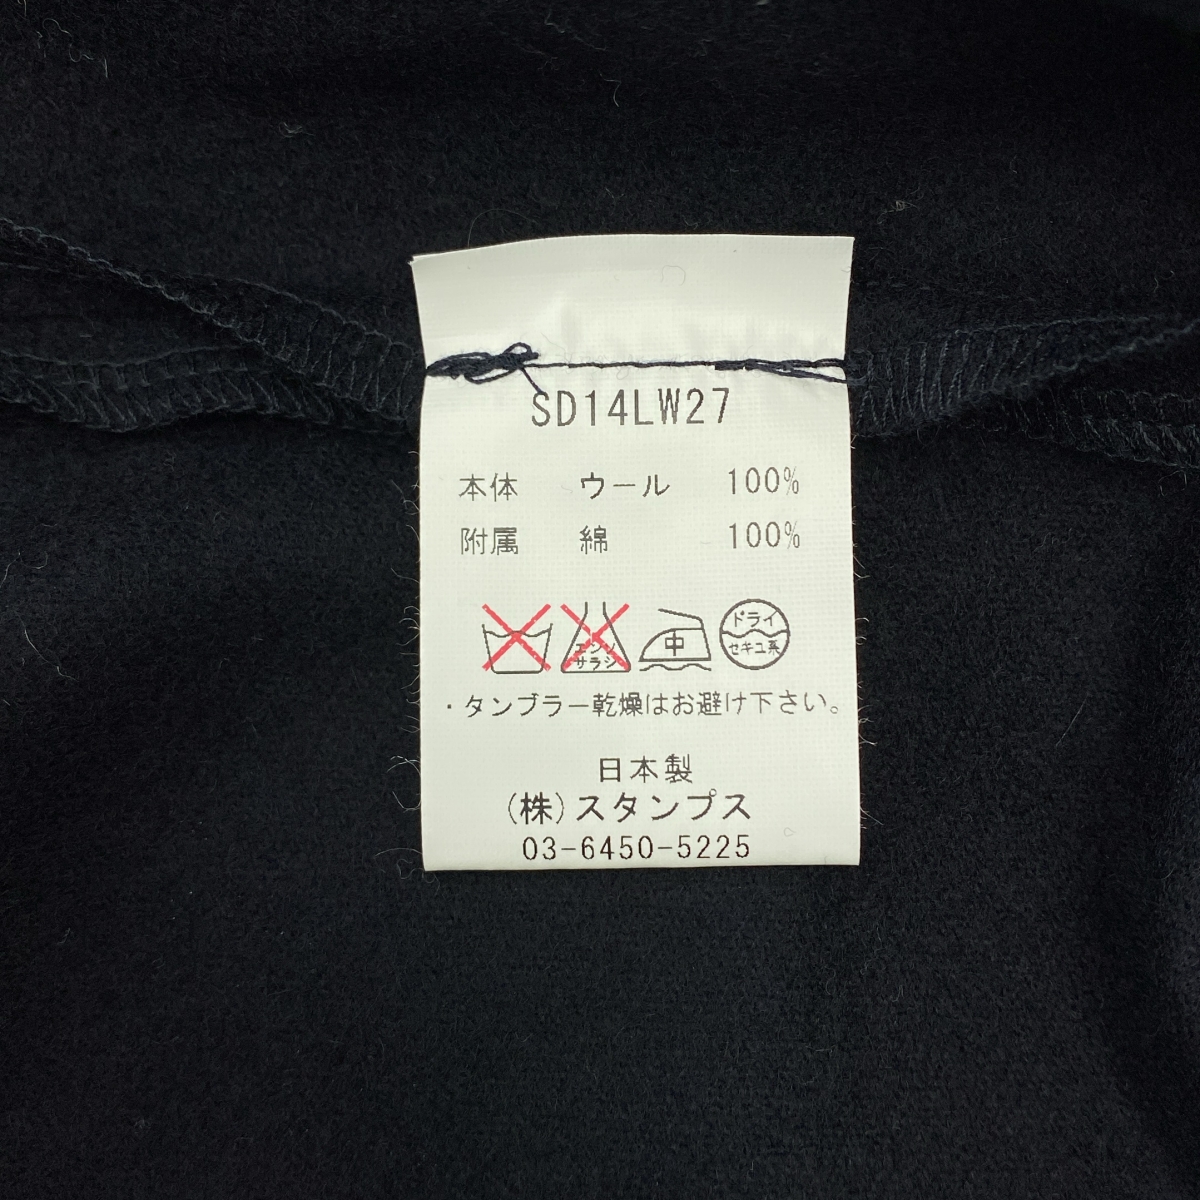 SD14LW27
本体 ウール 100%
附属 綿 100%
エンソ
サラシ
中
ドライ
セキユ系
・タンブラー乾燥はお避け下さい。
日本製
(株)スタンプス
03-6450-5225